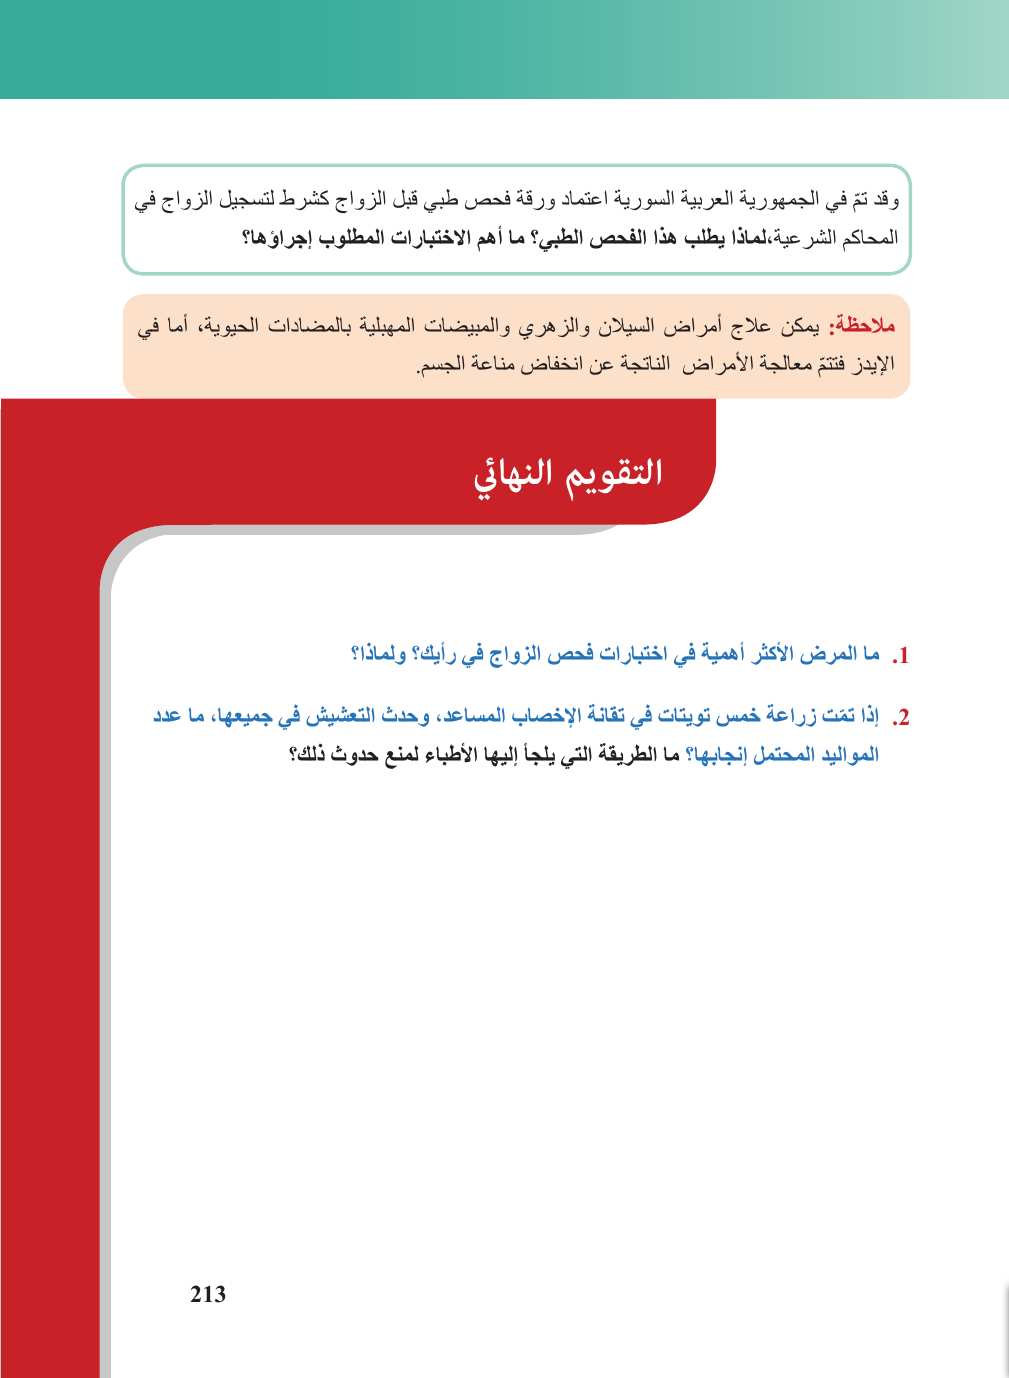 وقد تمّ في الجمهورية العربية السورية اعتماد ورقة فحص طبي قبل الزواج كشرط لتسجيل الزواج في
المحاكم الشرعية،لماذا يطلب هذا الفحص الطبي؟ ما أهم الاختبارات المطلوب إجراؤها؟
ملاحظة: يمكن علاج أمراض السيلان والزهري والمبيضات المهبلية بالمضادات الحيوية، أما في
الإيدز فتتمّ معالجة الأمراض الناتجة عن انخفاض مناعة الجسم.
التقويم النهائي
1. ما المرض الأكثر أهمية في اختبارات فحص الزواج في رأيك؟ ولماذا؟
2. إذا تمّت زراعة خمس تويتات في تقانة الإخصاب المساعد، وحدث التعشيش في جميعها، ما عدد
المواليد المحتمل إنجابها؟ ما الطريقة التي يلجأ إليها الأطباء لمنع حدوث ذلك؟
213